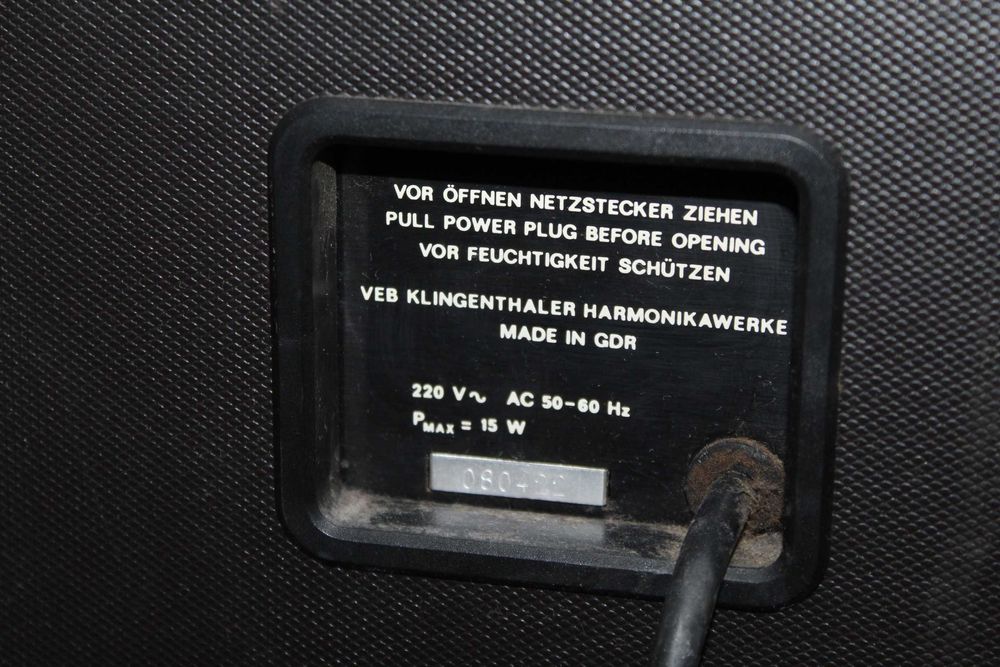 VOR ÖFFNEN NETZSTECKER ZIEHEN
PULL POWER PLUG BEFORE OPENING
VOR FEUCHTIGKEIT SCHÜTZEN
VEB KLINGENTHALER HARMONIKAWERKE
MADE IN GDR
220 V~ AC 50-60 Hz
PMAX = 15 W
080422